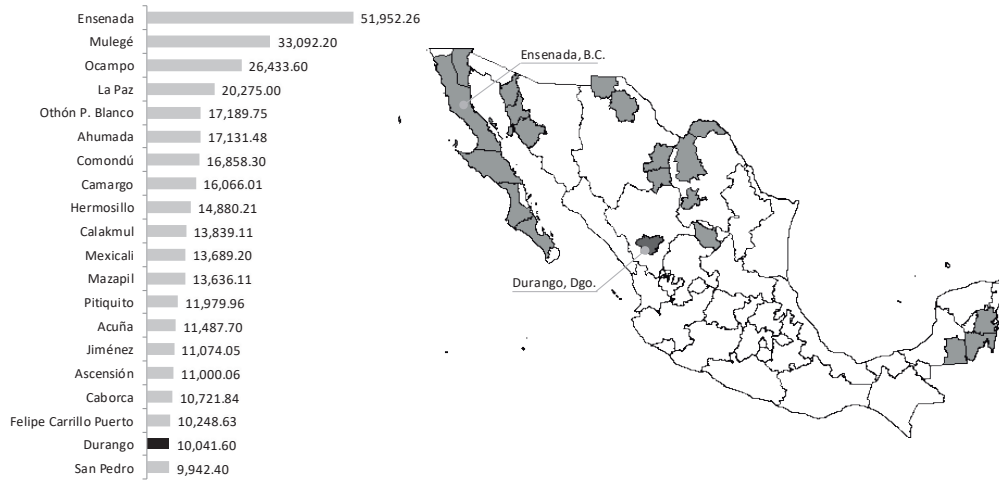 Ensenada 51,952.26
Mulegé 33,092.20
Ocampo 26,433.60
La Paz 20,275.00
Othón P. Blanco 17,189.75
Ahumada 17,131.48
Comondú 16,858.30
Camargo 16,066.01
Hermosillo 14,880.21
Calakmul 13,839.11
Mexicali 13,689.20
Mazapil 13,636.11
Pitiquito 11,979.96
Acuña 11,487.70
Jiménez 11,074.05
Ascensión 11,000.06
Caborca 10,721.84
Felipe Carrillo Puerto 10,248.63
Durango 10,041.60
San Pedro 9,942.40
Ensenada, B.C.
Durango, Dgo.